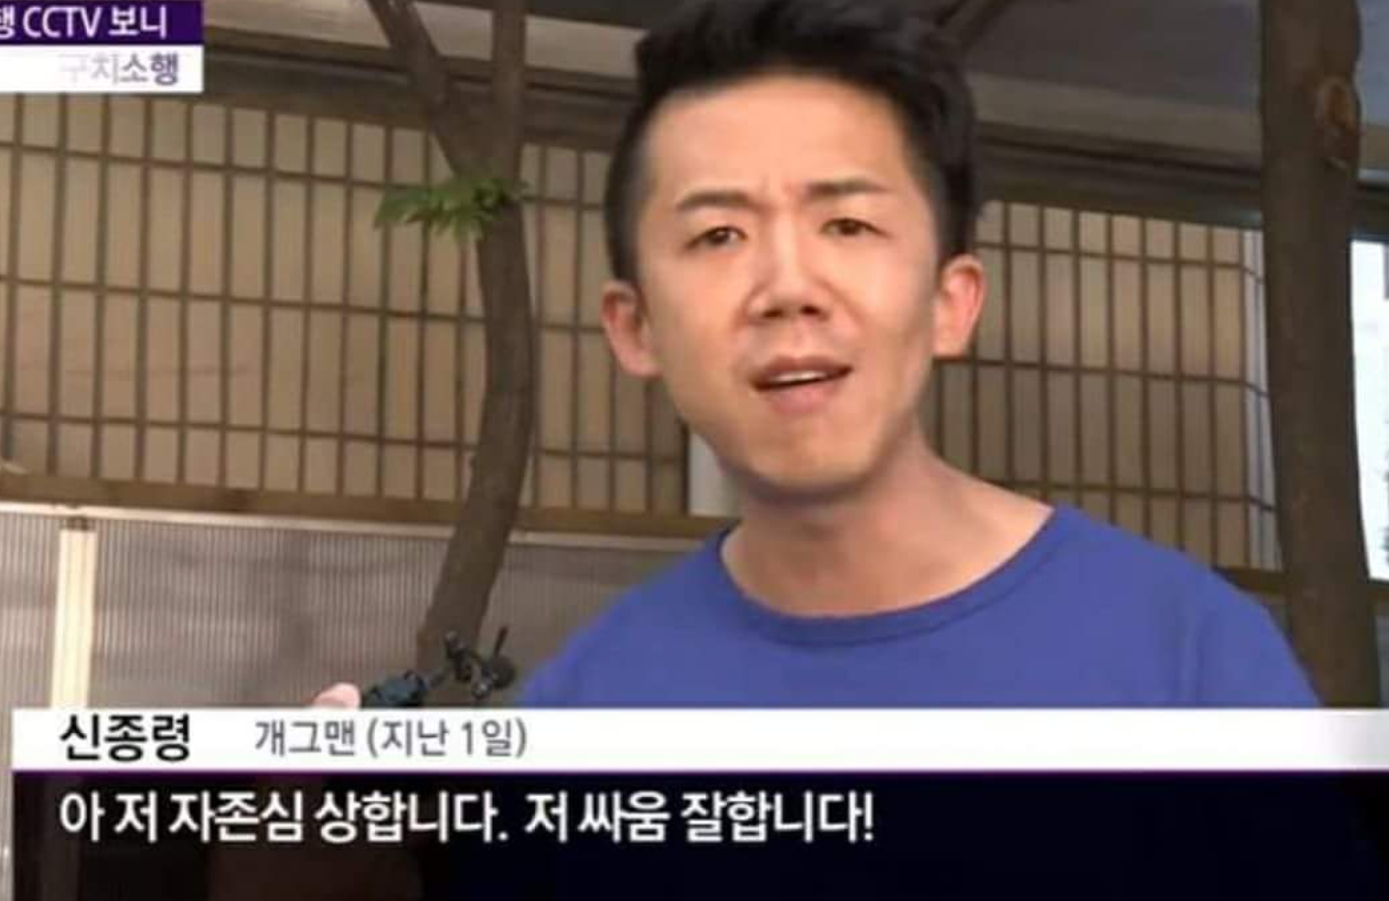 CCTV 보니
구치소행
신종령 개그맨 (지난 1일)
아 저 자존심 상합니다. 저 싸움 잘합니다!